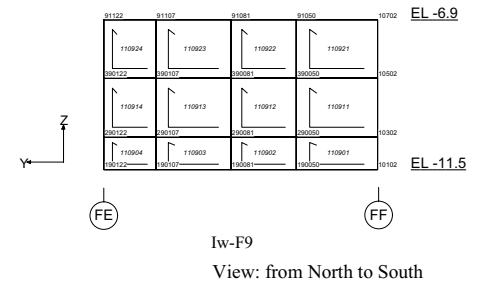 91122 91107 91081 91050 10702 EL -6.9
110924 110923 110922 110921
390122 390107 390081 390050 10502
110914 110913 110912 110911
Z
290122 290107 290081 290050 10302
110904 110903 110902 110901
Y
190122 190107 190081 190050 10102 EL -11.5
FE FF
Iw-F9
View: from North to South